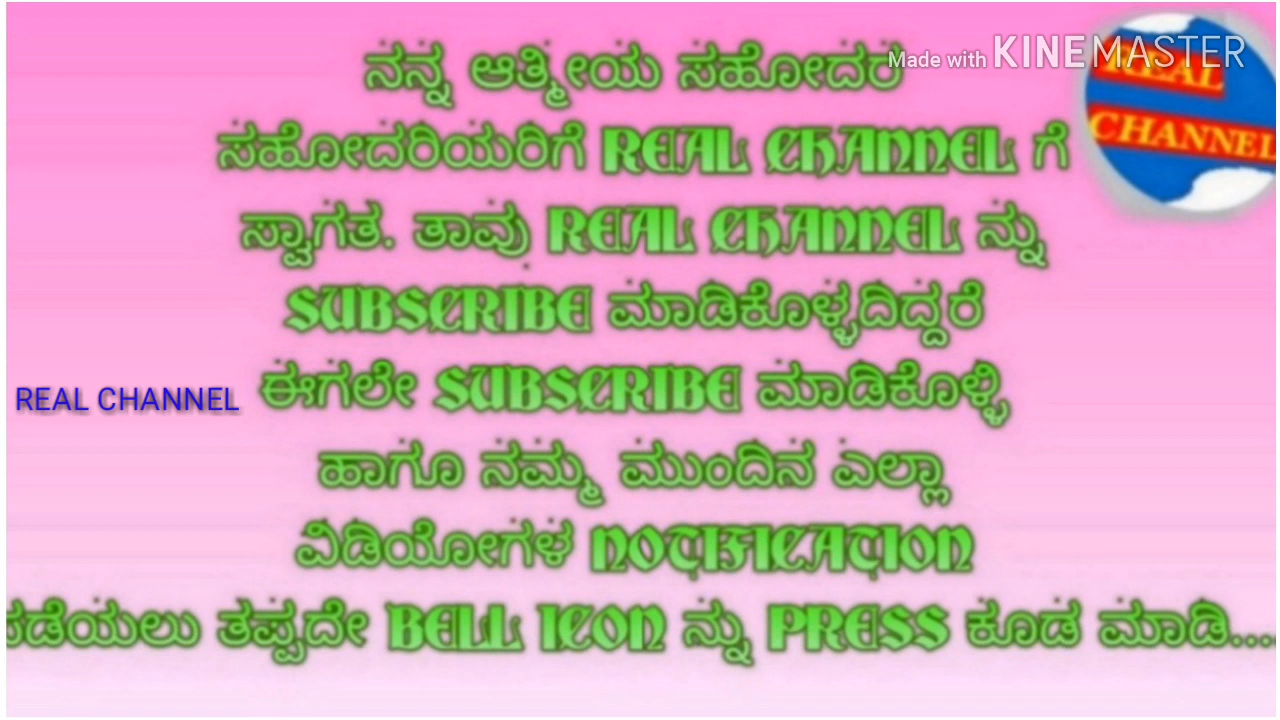 ನನ್ನ ಆತ್ಮೀಯ ಸಹೋದರ
Made with KINEMASTER
REAL
CHANNEL
ಸಹೋದರಿಯರಿಗೆ REAL CHANNEL ಗೆ
ಸ್ವಾಗತ. ತಾವು REAL CHANNEL ನ್ನು
SUBSCRIBE ಮಾಡಿಕೊಳ್ಳದಿದ್ದರೆ
REAL CHANNEL
ಈಗಲೇ SUBSCRIBE ಮಾಡಿಕೊಳ್ಳಿ
ಹಾಗೂ ನಮ್ಮ ಮುಂದಿನ ಎಲ್ಲಾ
ವಿಡಿಯೋಗಳ NOTIFICATION
ಪಡೆಯಲು ತಪ್ಪದೇ BELL ICON ನ್ನು PRESS ಕೂಡ ಮಾಡಿ....